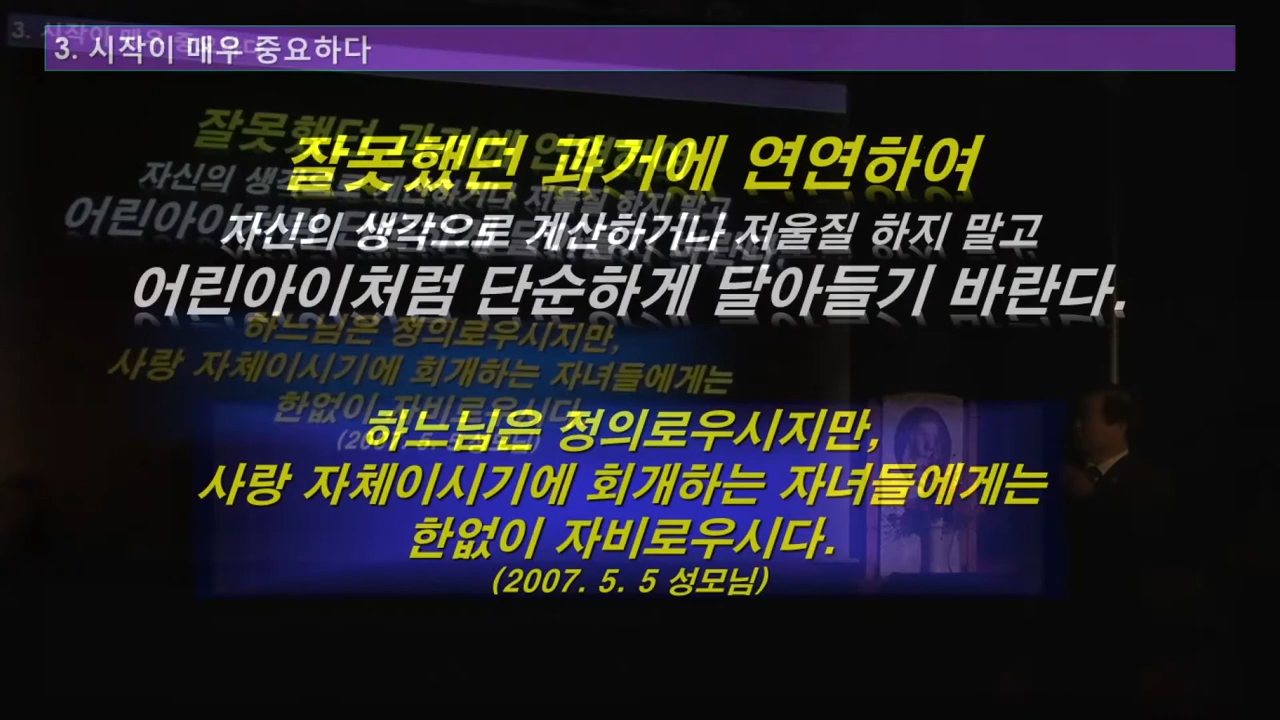 3. 시작이 매우 중요하다
잘못했던 과거에 연연하여
자신의 생각으로 계산하거나 저울질 하지 말고
어린아이처럼 단순하게 달아들기 바란다.
하느님은 정의로우시지만,
사랑 자체이시기에 회개하는 자녀들에게는
한없이 자비로우시다.
(2007. 5. 5 성모님)